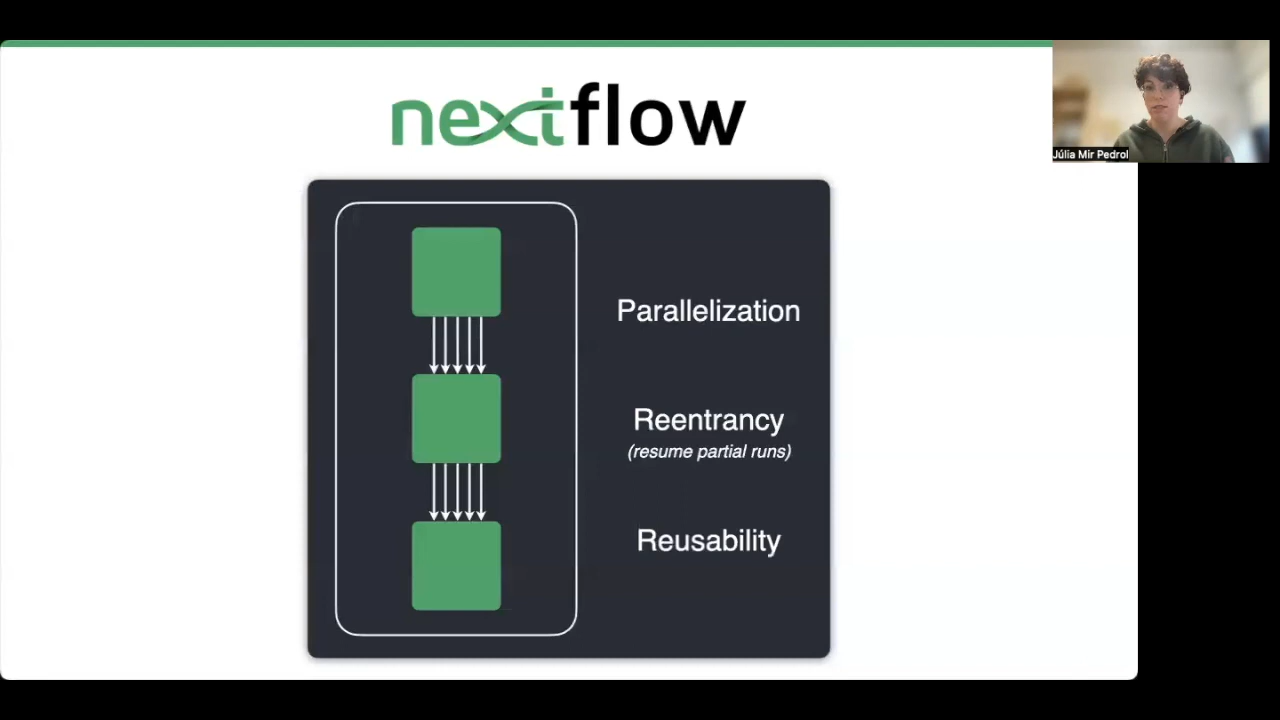 nextflow
Júlia Mir Pedrol
Parallelization
Reentrancy
(resume partial runs)
Reusability